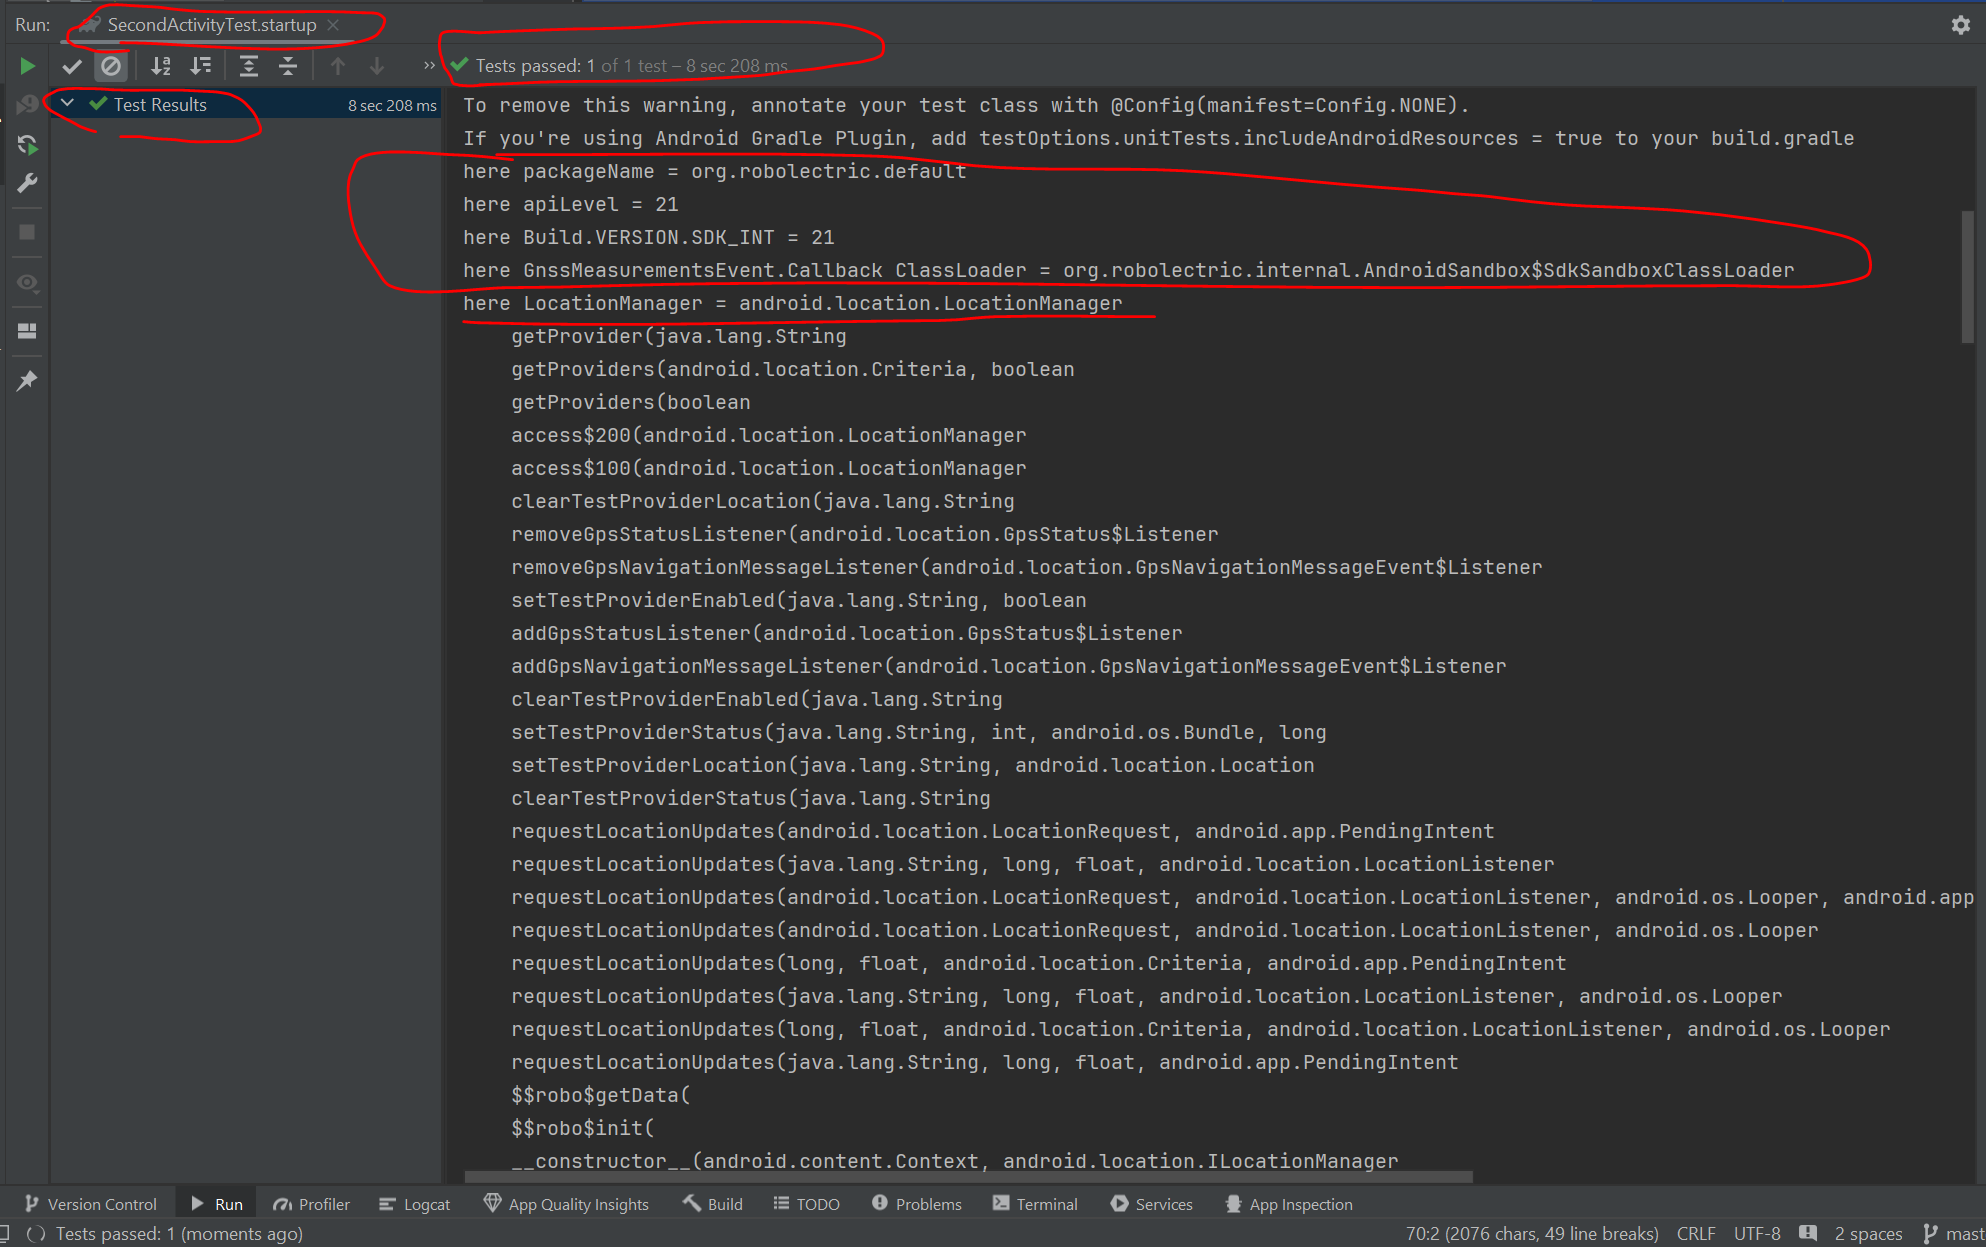 Run: SecondActivityTest.startup
Tests passed: 1 of 1 test – 8 sec 208 ms
Test Results 8 sec 208 ms
To remove this warning, annotate your test class with @Config(manifest=Config.NONE).
If you're using Android Gradle Plugin, add testOptions.unitTests.includeAndroidResources = true to your build.gradle
here packageName = org.robolectric.default
here apiLevel = 21
here Build.VERSION.SDK_INT = 21
here GnssMeasurementsEvent.Callback ClassLoader = org.robolectric.internal.AndroidSandbox$SdkSandboxClassLoader
here LocationManager = android.location.LocationManager
getProvider(java.lang.String
getProviders(android.location.Criteria, boolean
getProviders(boolean
access$200(android.location.LocationManager
access$100(android.location.LocationManager
clearTestProviderLocation(java.lang.String
removeGpsStatusListener(android.location.GpsStatus$Listener
removeGpsNavigationMessageListener(android.location.GpsNavigationMessageEvent$Listener
setTestProviderEnabled(java.lang.String, boolean
addGpsStatusListener(android.location.GpsStatus$Listener
addGpsNavigationMessageListener(android.location.GpsNavigationMessageEvent$Listener
clearTestProviderEnabled(java.lang.String
setTestProviderStatus(java.lang.String, int, android.os.Bundle, long
setTestProviderLocation(java.lang.String, android.location.Location
clearTestProviderStatus(java.lang.String
requestLocationUpdates(android.location.LocationRequest, android.app.PendingIntent
requestLocationUpdates(java.lang.String, long, float, android.location.LocationListener
requestLocationUpdates(android.location.LocationRequest, android.location.LocationListener, android.os.Looper, android.app
requestLocationUpdates(android.location.LocationRequest, android.location.LocationListener, android.os.Looper
requestLocationUpdates(long, float, android.location.Criteria, android.app.PendingIntent
requestLocationUpdates(java.lang.String, long, float, android.location.LocationListener, android.os.Looper
requestLocationUpdates(long, float, android.location.Criteria, android.location.LocationListener, android.os.Looper
requestLocationUpdates(java.lang.String, long, float, android.app.PendingIntent
$$robo$getData(
$$robo$init(
__constructor__(android.content.Context, android.location.ILocationManager
Version Control Run Profiler Logcat App Quality Insights Build TODO Problems Terminal Services App Inspection
Tests passed: 1 (moments ago) 70:2 (2076 chars, 49 line breaks) CRLF UTF-8 2 spaces mast